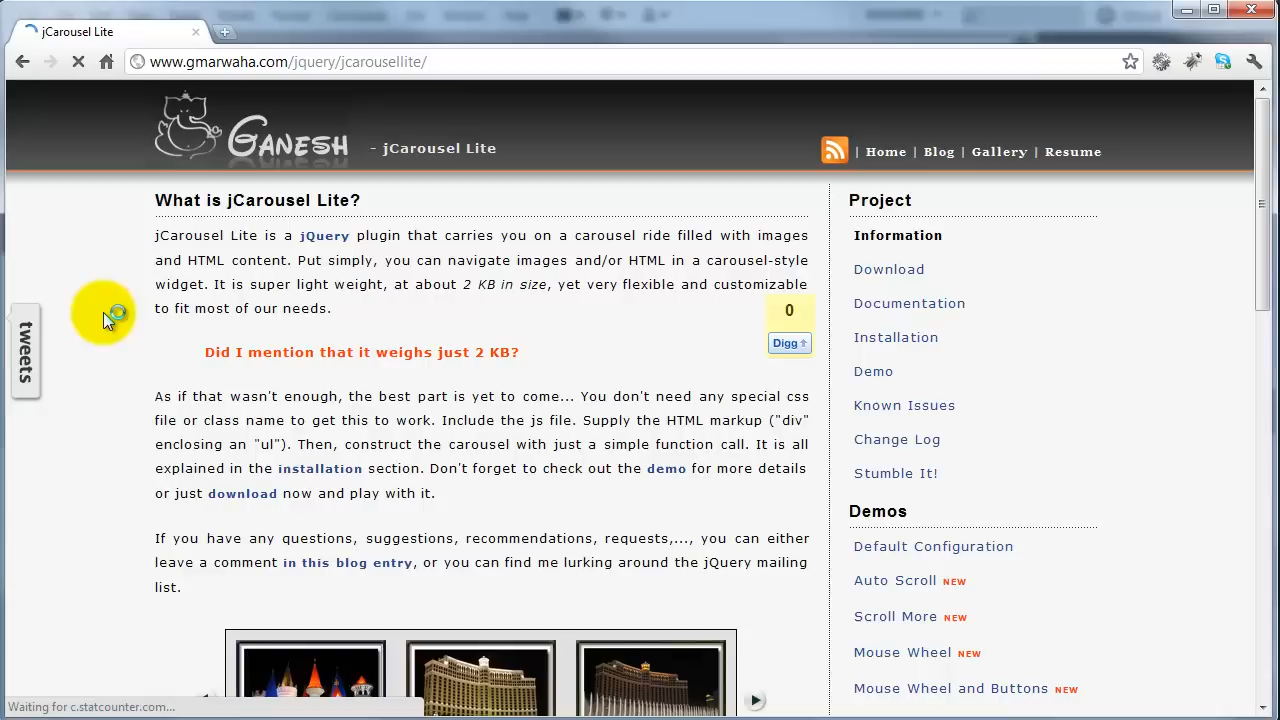 jCarousel Lite
www.gmarwaha.com/jquery/jcarousellite/
GANESH
- jCarousel Lite
| Home | Blog | Gallery | Resume
What is jCarousel Lite?
jCarousel Lite is a jQuery plugin that carries you on a carousel ride filled with images
and HTML content. Put simply, you can navigate images and/or HTML in a carousel-style
widget. It is super light weight, at about 2 KB in size, yet very flexible and customizable
to fit most of our needs.
0
Digg
Did I mention that it weighs just 2 KB?
tweets
As if that wasn't enough, the best part is yet to come... You don't need any special css
file or class name to get this to work. Include the js file. Supply the HTML markup ("div"
enclosing an "ul"). Then, construct the carousel with just a simple function call. It is all
explained in the installation section. Don't forget to check out the demo for more details
or just download now and play with it.
If you have any questions, suggestions, recommendations, requests,..., you can either
leave a comment in this blog entry, or you can find me lurking around the jQuery mailing
list.
Project
Information
Download
Documentation
Installation
Demo
Known Issues
Change Log
Stumble It!
Demos
Default Configuration
Auto Scroll NEW
Scroll More NEW
Mouse Wheel NEW
Mouse Wheel and Buttons NEW
Waiting for c.statcounter.com...